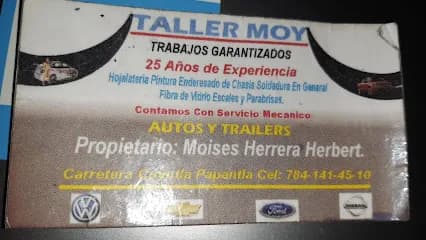 TALLER MOY
TRABAJOS GARANTIZADOS
25 Años de Experiencia
Hojalateria Pintura Enderesado de Chasis Soldadura En General
Fibra de Vidrio Escales y Parabrisas.
Contamos Con Servicio Mecanico
AUTOS Y TRAILERS
Propietario: Moises Herrera Herbert.
Carretera Papantla Cel: 784-141-45-10
Ford
NISSAN